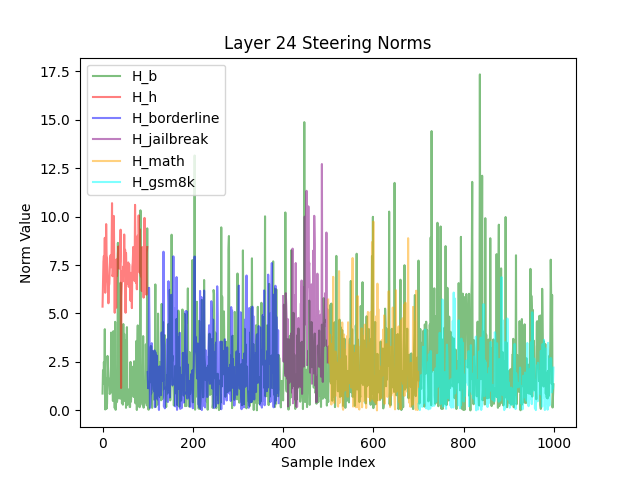 Layer 24 Steering Norms
H_b
H_h
H_borderline
H_jailbreak
H_math
H_gsm8k
Norm Value
17.5
15.0
12.5
10.0
7.5
5.0
2.5
0.0
0 200 400 600 800 1000
Sample Index